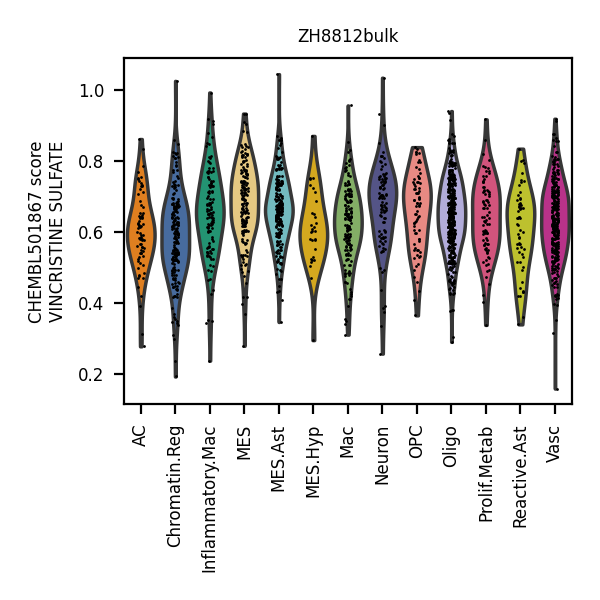 ZH8812bulk
CHEMBL501867 score
VINCRISTINE SULFATE
1.0
0.8
0.6
0.4
0.2
AC
Chromatin.Reg
Inflammatory.Mac
MES
MES.Ast
MES.Hyp
Mac
Neuron
OPC
Oligo
Prolif.Metab
Reactive.Ast
Vasc